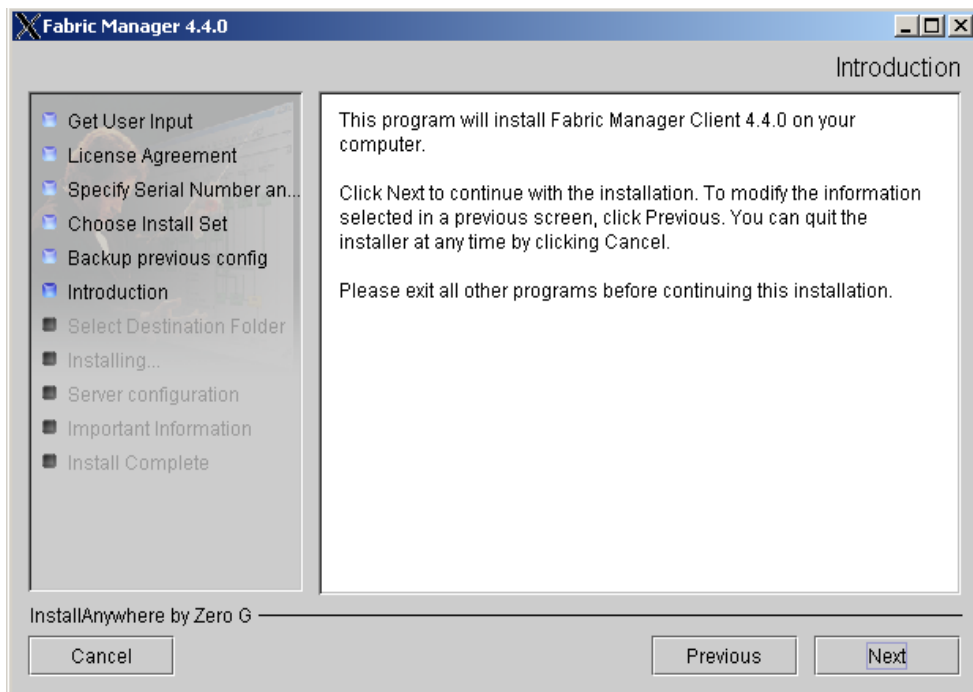 Fabric Manager 4.4.0
Introduction
Get User Input
License Agreement
Specify Serial Number an...
Choose Install Set
Backup previous config
Introduction
Select Destination Folder
Installing...
Server configuration
Important Information
Install Complete
This program will install Fabric Manager Client 4.4.0 on your
computer.
Click Next to continue with the installation. To modify the information
selected in a previous screen, click Previous. You can quit the
installer at any time by clicking Cancel.
Please exit all other programs before continuing this installation.
InstallAnywhere by Zero G
Cancel
Previous
Next